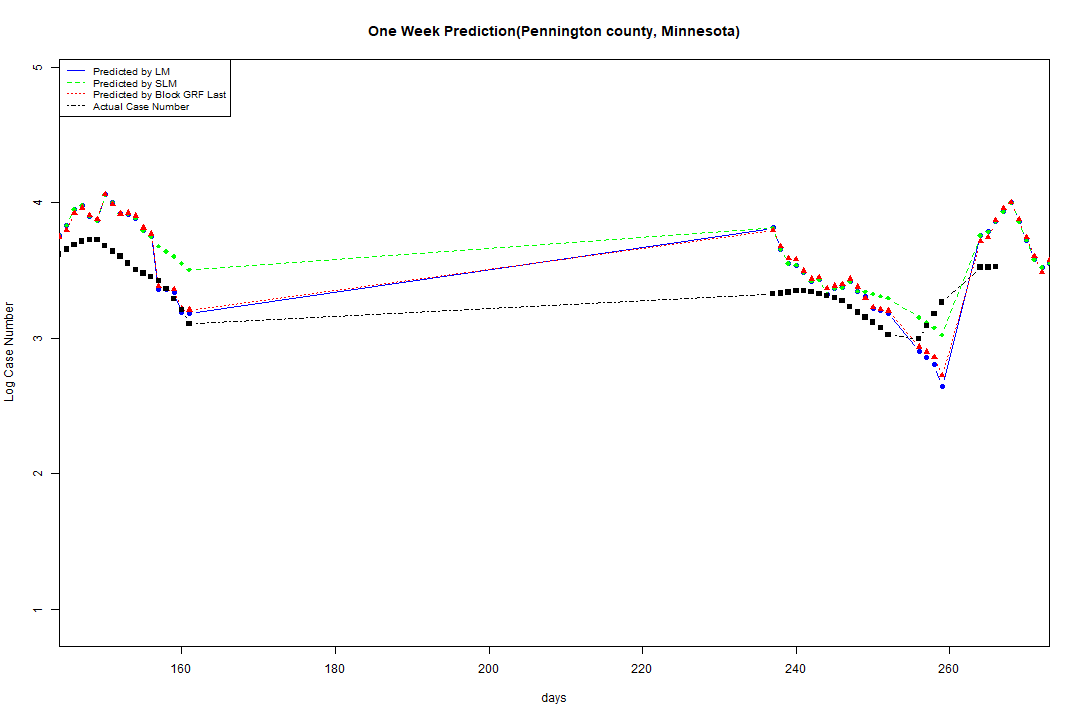 One Week Prediction(Pennington county, Minnesota)
Predicted by LM
Predicted by SLM
Predicted by Block GRF Last
Actual Case Number
5
4
3
2
1
Log Case Number
160 180 200 220 240 260
days